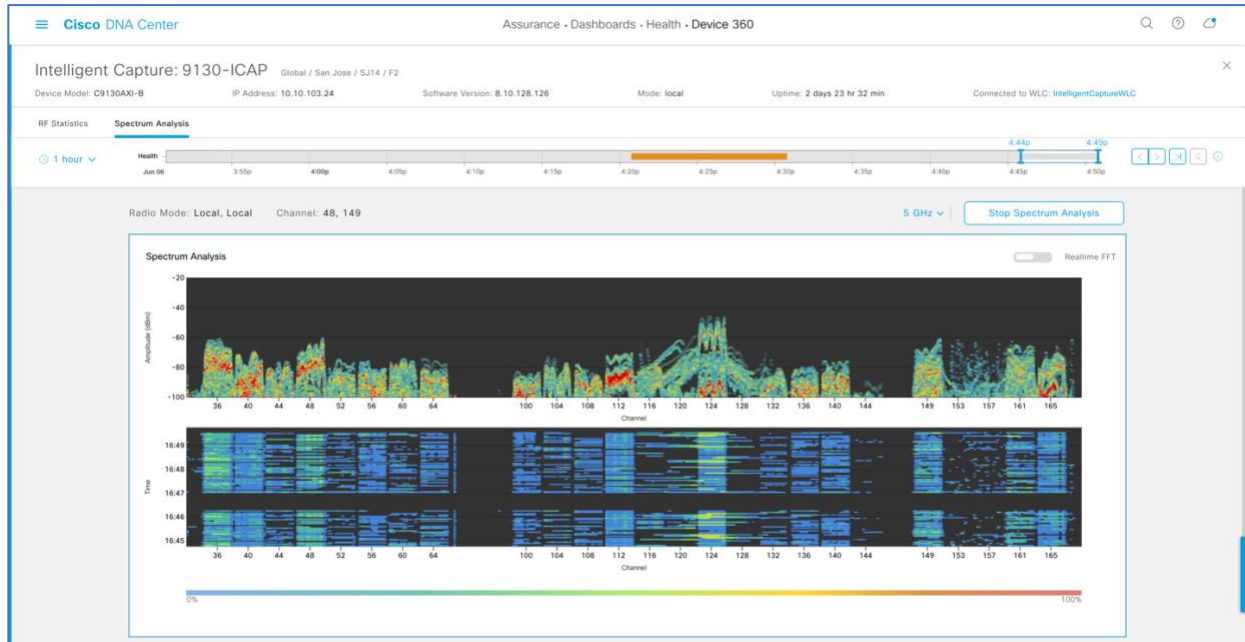 Cisco DNA Center
Assurance · Dashboards · Health · Device 360
Intelligent Capture: 9130-ICAP Global / San Jose / SJ14 / F2
Device Model: C9130AXI-B IP Address: 10.10.103.24 Software Version: 8.10.128.126 Mode: local Uptime: 2 days 23 hr 32 min Connected to WLC: IntelligentCaptureWLC
RF Statistics Spectrum Analysis
4:44p 4:49p
1 hour Health
Jun 06 3:55p 4:00p 4:05p 4:10p 4:15p 4:20p 4:25p 4:30p 4:35p 4:40p 4:45p 4:50p
Radio Mode: Local, Local Channel: 48, 149 5 GHz Stop Spectrum Analysis
Spectrum Analysis Realtime FFT
Amplitude (dBm)
-20
-40
-60
-80
-100
36 40 44 48 52 56 60 64 100 104 108 112 116 120 124 128 132 136 140 144 149 153 157 161 165
Channel
Time
16:49
16:48
16:47
16:46
16:45
36 40 44 48 52 56 60 64 100 104 108 112 116 120 124 128 132 136 140 144 149 153 157 161 165
Channel
0% 100%